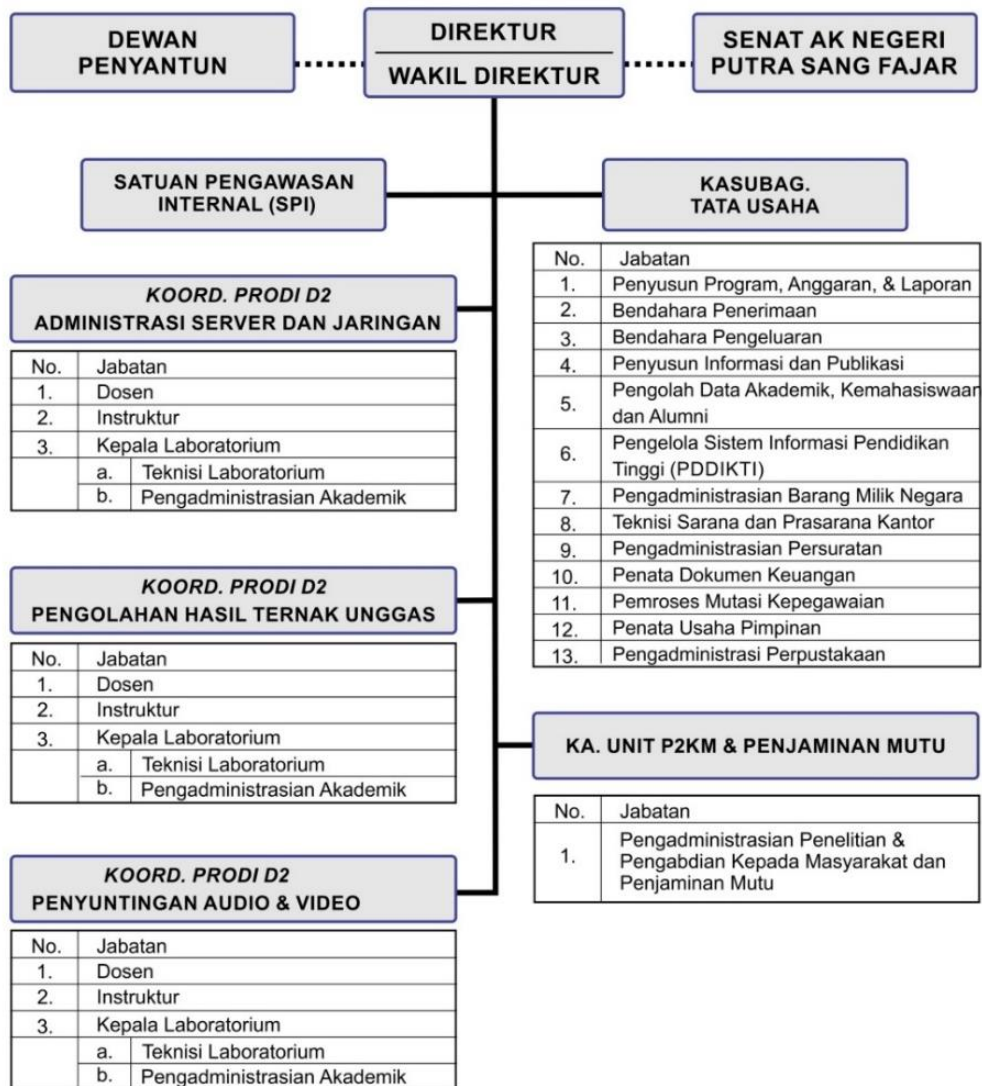 DEWAN
PENYANTUN
DIREKTUR
WAKIL DIREKTUR
SENAT AK NEGERI
PUTRA SANG FAJAR
SATUAN PENGAWASAN
INTERNAL (SPI)
KASUBAG.
TATA USAHA
No. Jabatan
1. Penyusun Program, Anggaran, & Laporan
2. Bendahara Penerimaan
3. Bendahara Pengeluaran
4. Penyusun Informasi dan Publikasi
5. Pengolah Data Akademik, Kemahasiswaan
dan Alumni
6. Pengelola Sistem Informasi Pendidikan
Tinggi (PDDIKTI)
7. Pengadministrasian Barang Milik Negara
8. Teknisi Sarana dan Prasarana Kantor
9. Pengadministrasian Persuratan
10. Penata Dokumen Keuangan
11. Pemroses Mutasi Kepegawaian
12. Penata Usaha Pimpinan
13. Pengadministrasi Perpustakaan
KOORD. PRODI D2
ADMINISTRASI SERVER DAN JARINGAN
No. Jabatan
1. Dosen
2. Instruktur
3. Kepala Laboratorium
a. Teknisi Laboratorium
b. Pengadministrasian Akademik
KOORD. PRODI D2
PENGOLAHAN HASIL TERNAK UNGGAS
No. Jabatan
1. Dosen
2. Instruktur
3. Kepala Laboratorium
a. Teknisi Laboratorium
b. Pengadministrasian Akademik
KA. UNIT P2KM & PENJAMINAN MUTU
No. Jabatan
1. Pengadministrasian Penelitian &
Pengabdian Kepada Masyarakat dan
Penjaminan Mutu
KOORD. PRODI D2
PENYUNTINGAN AUDIO & VIDEO
No. Jabatan
1. Dosen
2. Instruktur
3. Kepala Laboratorium
a. Teknisi Laboratorium
b. Pengadministrasian Akademik